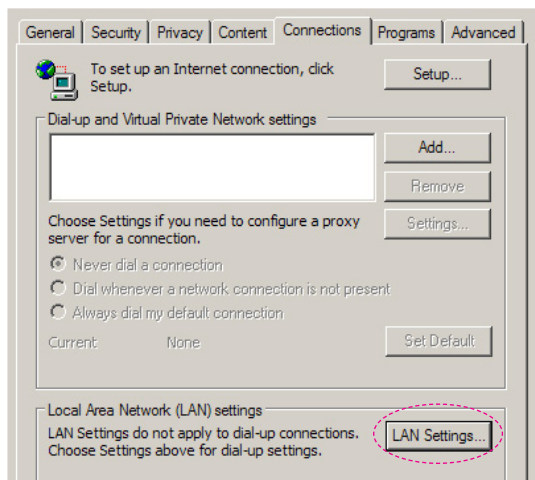 General Security Privacy Content Connections Programs Advanced
To set up an Internet connection, click
Setup.
Setup...
Dial-up and Virtual Private Network settings
Add...
Remove
Choose Settings if you need to configure a proxy
server for a connection.
Settings...
Never dial a connection
Dial whenever a network connection is not present
Always dial my default connection
Current None
Set Default
Local Area Network (LAN) settings
LAN Settings do not apply to dial-up connections.
Choose Settings above for dial-up settings.
LAN Settings...